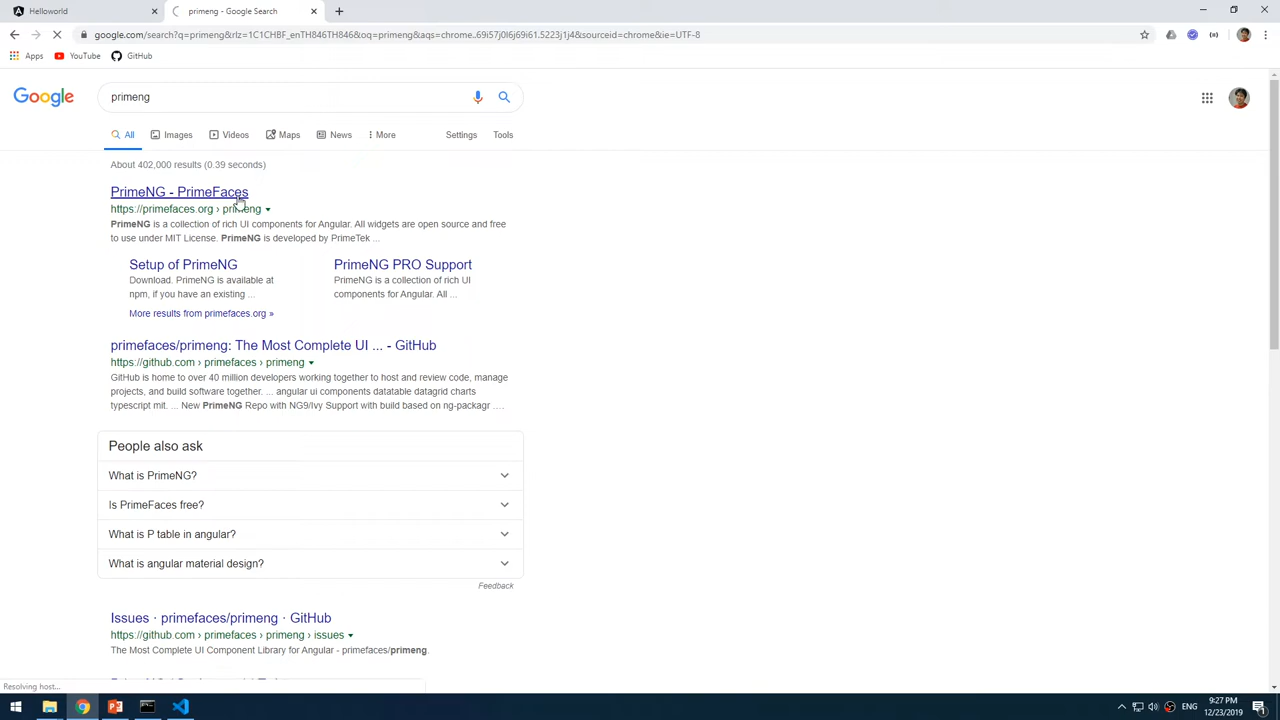 Helloworld
primeng - Google Search
google.com/search?q=primeng&rlz=1C1CHBF_enTH846TH846&oq=primeng&aqs=chrome..69i57j0l6j69i61.5223j1j4&sourceid=chrome&ie=UTF-8
Apps YouTube GitHub
Google
primeng
All Images Videos Maps News More Settings Tools
About 402,000 results (0.39 seconds)
PrimeNG - PrimeFaces
https://primefaces.org › primeng
PrimeNG is a collection of rich UI components for Angular. All widgets are open source and free
to use under MIT License. PrimeNG is developed by PrimeTek ...
Setup of PrimeNG
Download. PrimeNG is available at
npm, if you have an existing ...
PrimeNG PRO Support
PrimeNG is a collection of rich UI
components for Angular. All ...
More results from primefaces.org »
primefaces/primeng: The Most Complete UI ... - GitHub
https://github.com › primefaces › primeng
GitHub is home to over 40 million developers working together to host and review code, manage
projects, and build software together. ... angular ui components datatable datagrid charts
typescript mit. ... New PrimeNG Repo with NG9/Ivy Support with build based on ng-packagr ....
People also ask
What is PrimeNG?
Is PrimeFaces free?
What is P table in angular?
What is angular material design?
Feedback
Issues · primefaces/primeng · GitHub
https://github.com › primefaces › primeng › issues
The Most Complete UI Component Library for Angular - primefaces/primeng.
Resolving host...
ENG
9:27 PM
12/23/2019